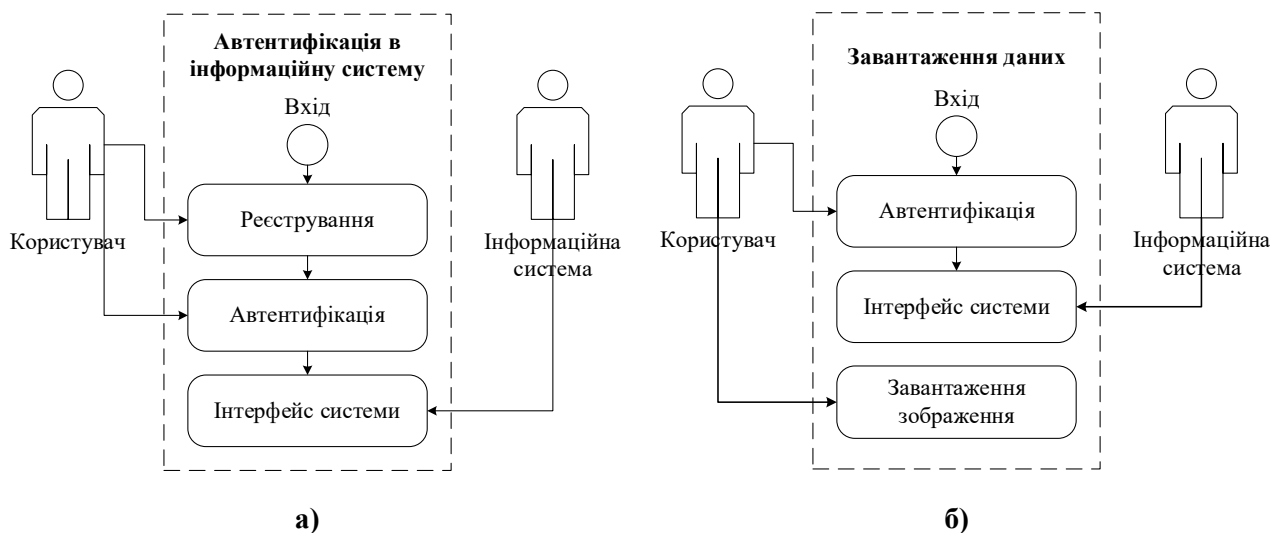 Автентифікація в
інформаційну систему
Вхід
Реєстрування
Користувач
Інформаційна
система
Автентифікація
Інтерфейс системи
а)
Завантаження даних
Вхід
Автентифікація
Користувач
Інформаційна
система
Інтерфейс системи
Завантаження
зображення
б)